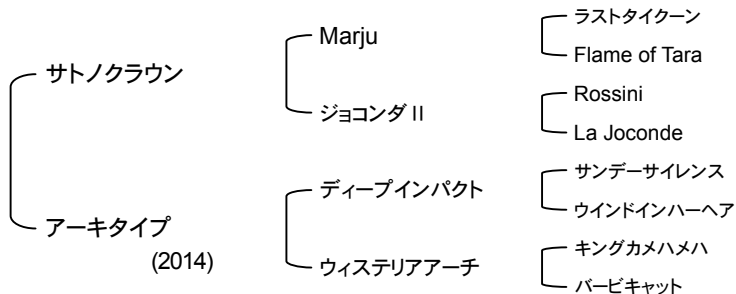 サトノクラウン
アーキタイプ
(2014)
Marju
ジョコンダⅡ
ディープインパクト
ウィステリアアーチ
ラストタイクーン
Flame of Tara
Rossini
La Joconde
サンデーサイレンス
ウインドインハーヘア
キングカメハメハ
バービキャット